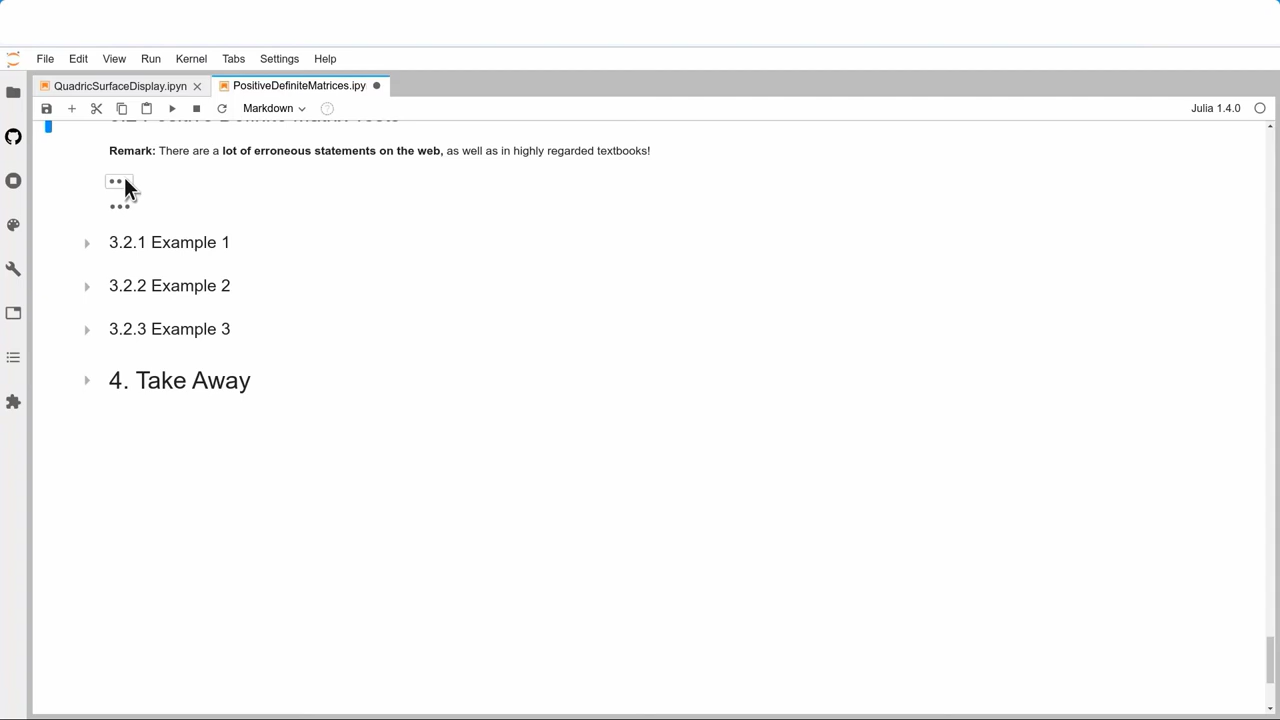 File Edit View Run Kernel Tabs Settings Help
QuadricSurfaceDisplay.ipyn PositiveDefiniteMatrices.ipy
Markdown Julia 1.4.0
Remark: There are a lot of erroneous statements on the web, as well as in highly regarded textbooks!
3.2.1 Example 1
3.2.2 Example 2
3.2.3 Example 3
4. Take Away